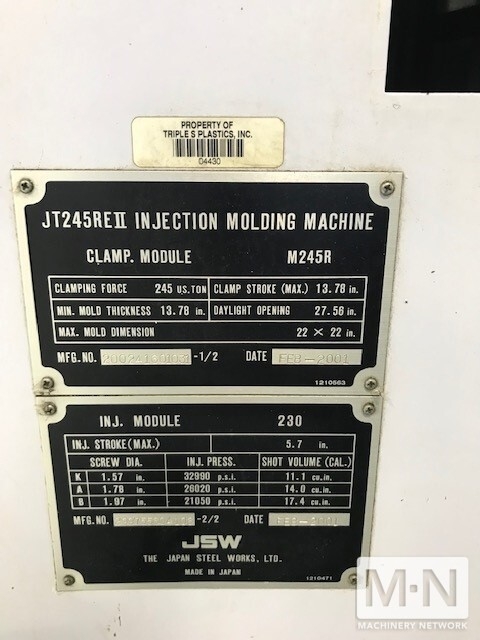 PROPERTY OF
TRIPLE S PLASTICS, INC.
04430
JT245REⅡ INJECTION MOLDING MACHINE
CLAMP. MODULE M245R
CLAMPING FORCE 245 US.TON CLAMP STROKE (MAX.) 13.78 in.
MIN. MOLD THICKNESS 13.78 in. DAYLIGHT OPENING 27.56 in.
MAX. MOLD DIMENSION 22 × 22 in.
MFG.NO. -1/2 DATE FEB-2001
1210663
INJ. MODULE 230
INJ. STROKE(MAX.) 5.7 in.
SCREW DIA. INJ. PRESS. SHOT VOLUME (CAL.)
K 1.57 in. 32990 p.s.i. 11.1 cu.in.
A 1.78 in. 26020 p.s.i. 14.0 cu.in.
B 1.97 in. 21050 p.s.i. 17.4 cu.in.
MFG.NO. -2/2 DATE FEB-2001
JSW
THE JAPAN STEEL WORKS, LTD.
MADE IN JAPAN
1210471
M·N
MACHINERY NETWORK